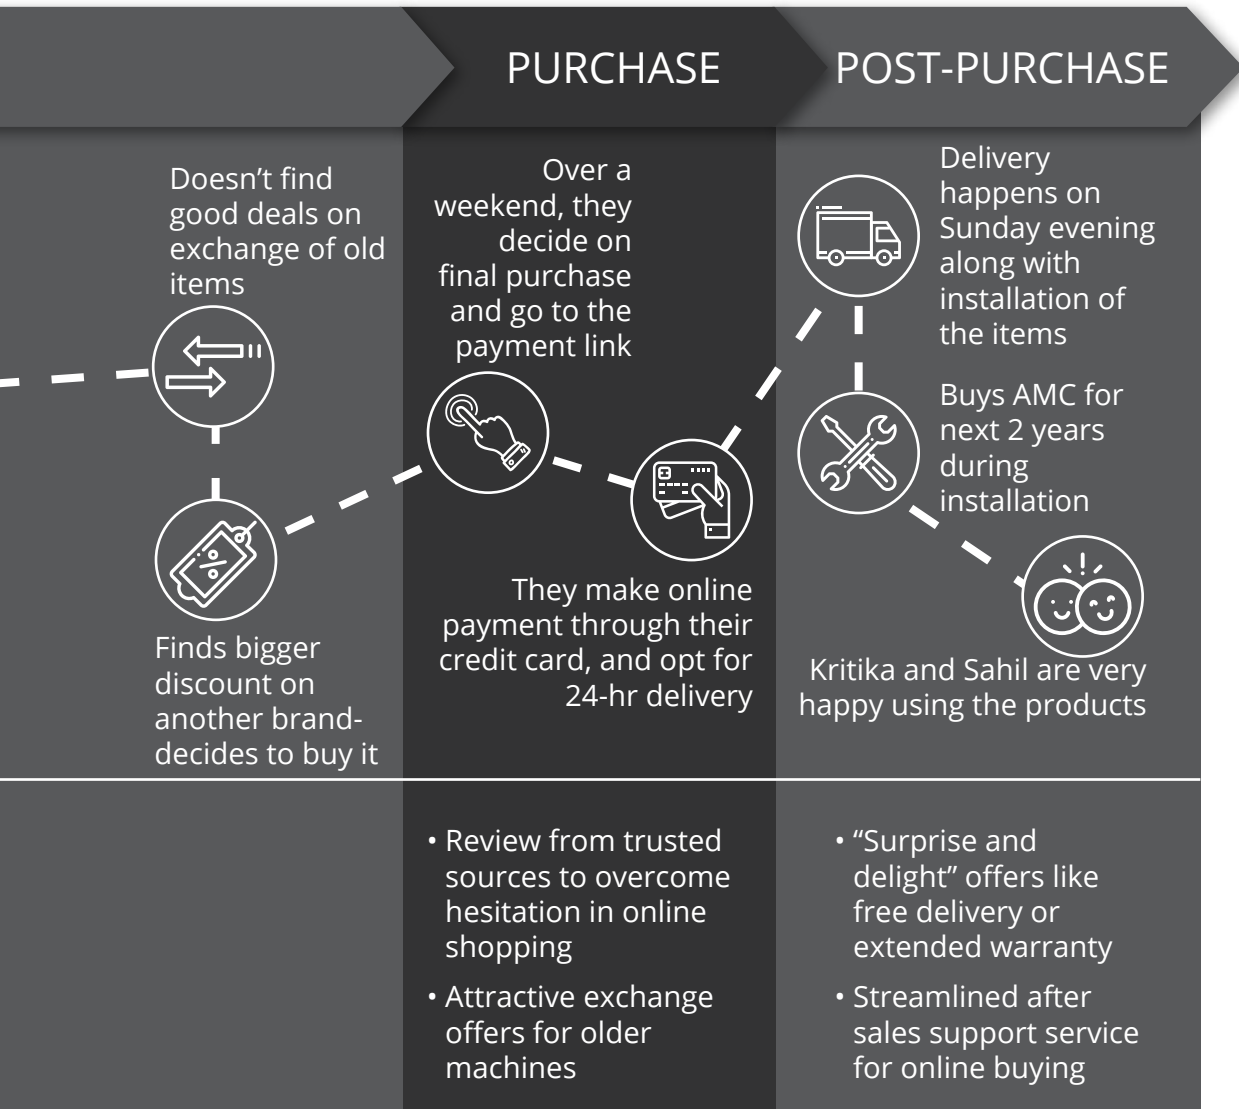 PURCHASE
POST-PURCHASE
Doesn’t find
good deals on
exchange of old
items
Finds bigger
discount on
another brand-
decides to buy it
Over a
weekend, they
decide on
final purchase
and go to the
payment link
They make online
payment through their
credit card, and opt for
24-hr delivery
Delivery
happens on
Sunday evening
along with
installation of
the items
Buys AMC for
next 2 years
during
installation
Kritika and Sahil are very
happy using the products
• Review from trusted
sources to overcome
hesitation in online
shopping
• Attractive exchange
offers for older
machines
• “Surprise and
delight” offers like
free delivery or
extended warranty
• Streamlined after
sales support service
for online buying